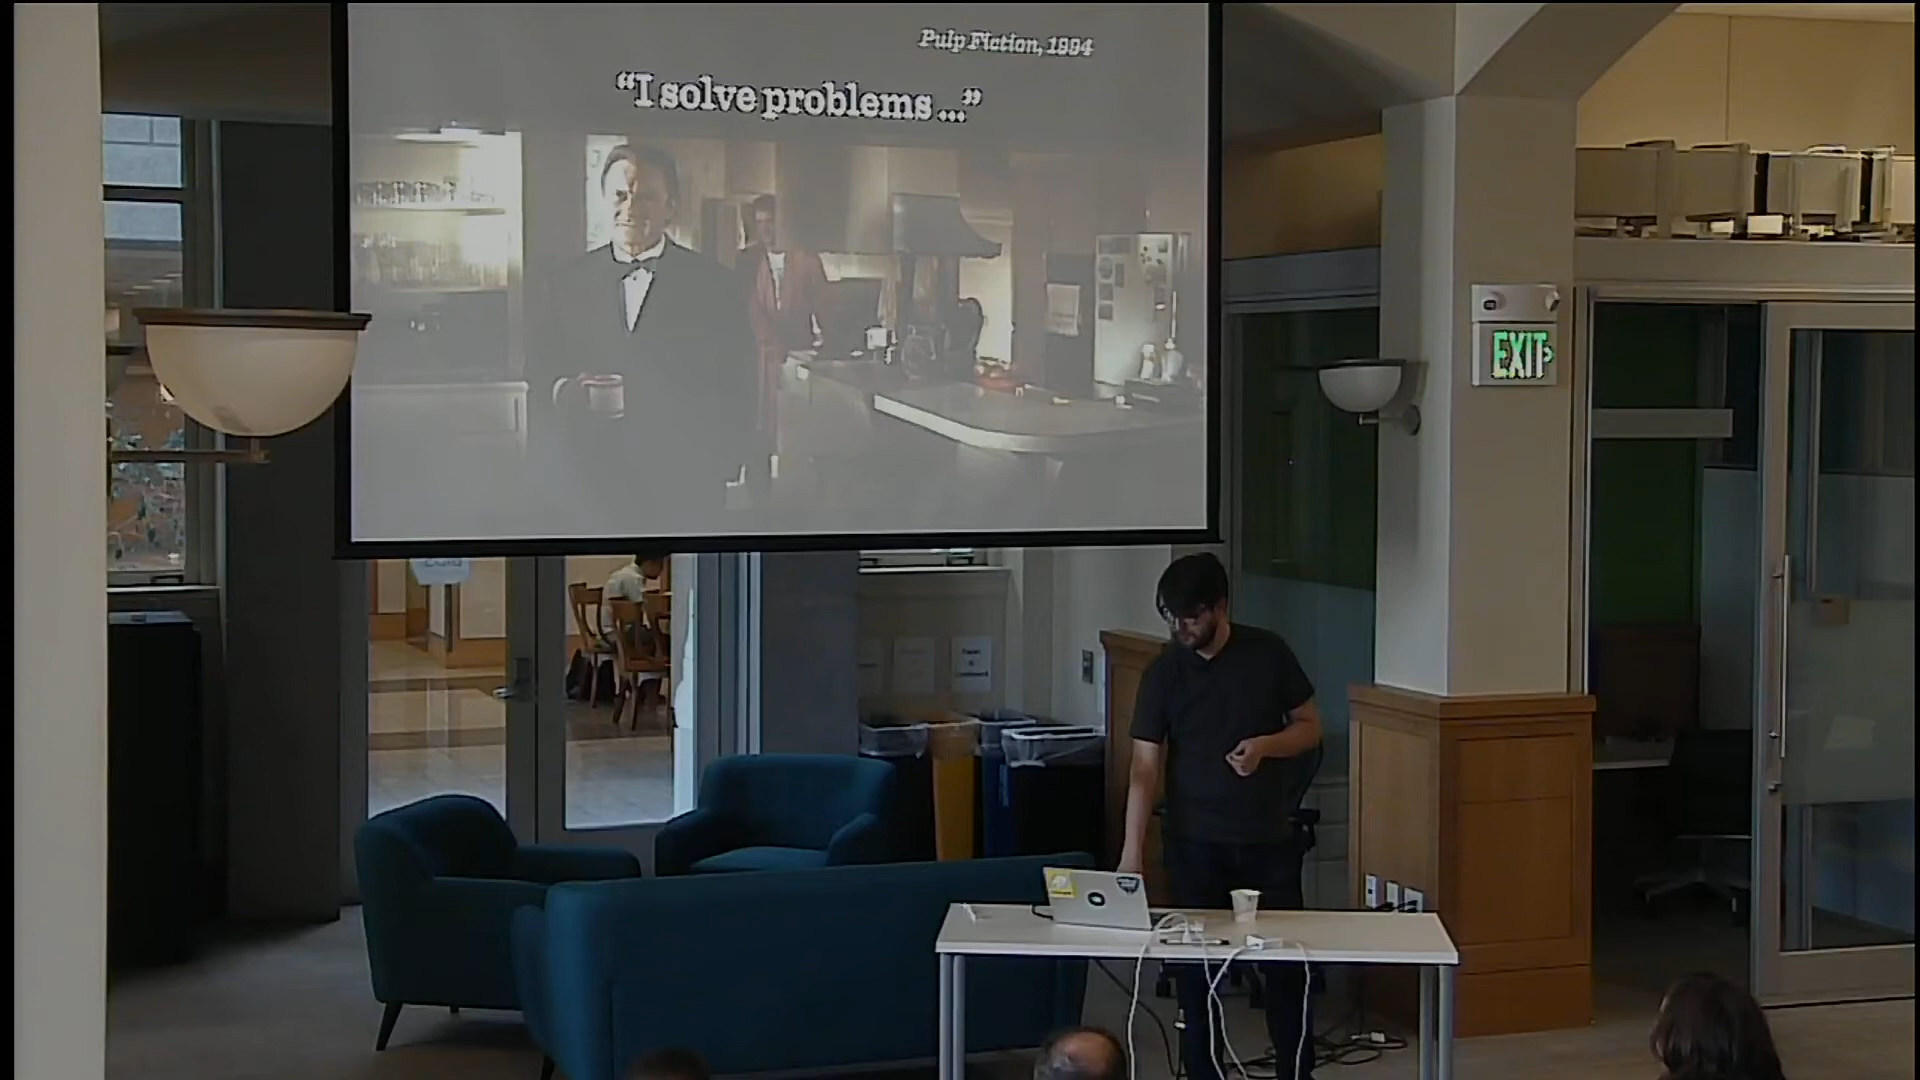 Pulp Fiction, 1994
“I solve problems ...”
EXIT